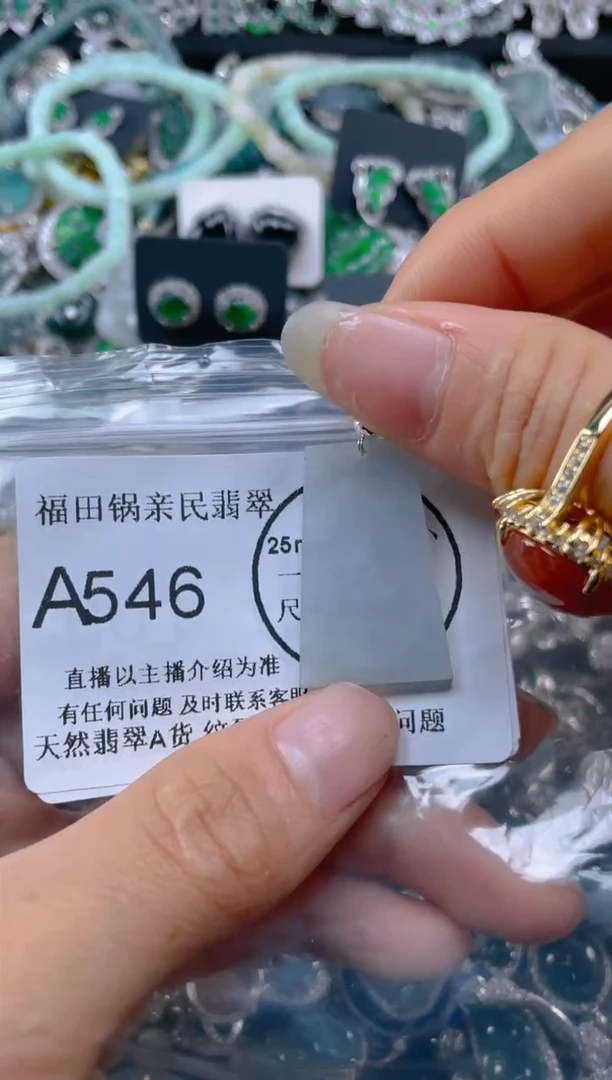 福田锅亲民翡翠
25
A546
尺
直播以主播介绍为准
有任何问题 及时联系客服
天然翡翠A货 问题